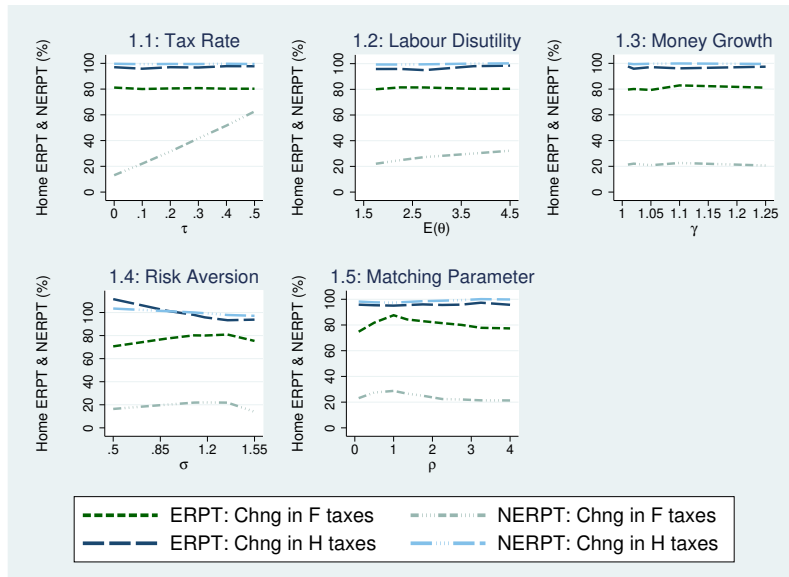 1.1: Tax Rate
Home ERPT & NERPT (%)
0 20 40 60 80 100
0 .1 .2 .3 .4 .5
τ
1.2: Labour Disutility
Home ERPT & NERPT (%)
0 20 40 60 80 100
1.5 2.5 3.5 4.5
E(θ)
1.3: Money Growth
Home ERPT & NERPT (%)
0 20 40 60 80 100
1 1.05 1.1 1.15 1.2 1.25
γ
1.4: Risk Aversion
Home ERPT & NERPT (%)
0 20 40 60 80 100
.5 .85 1.2 1.55
σ
1.5: Matching Parameter
Home ERPT & NERPT (%)
0 20 40 60 80 100
0 1 2 3 4
ρ
ERPT: Chng in F taxes
NERPT: Chng in F taxes
ERPT: Chng in H taxes
NERPT: Chng in H taxes